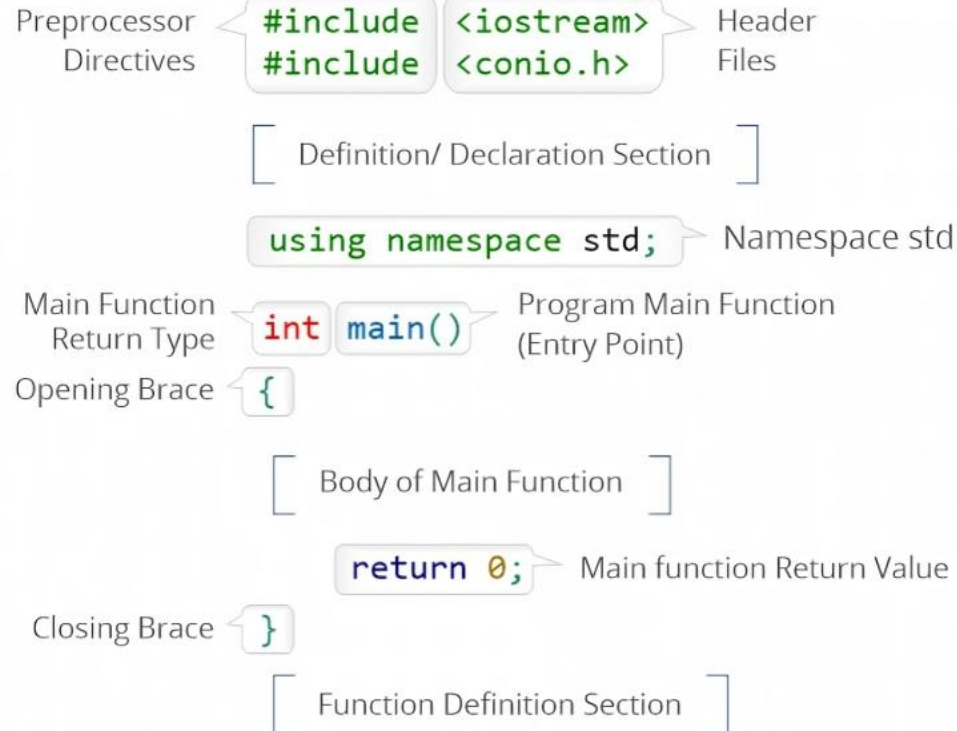 Preprocessor #include <iostream> Header
Directives #include <conio.h> Files
Definition/ Declaration Section
using namespace std; Namespace std
Main Function
Return Type
int main()
Program Main Function
(Entry Point)
Opening Brace {
Body of Main Function
return 0; Main function Return Value
Closing Brace }
Function Definition Section